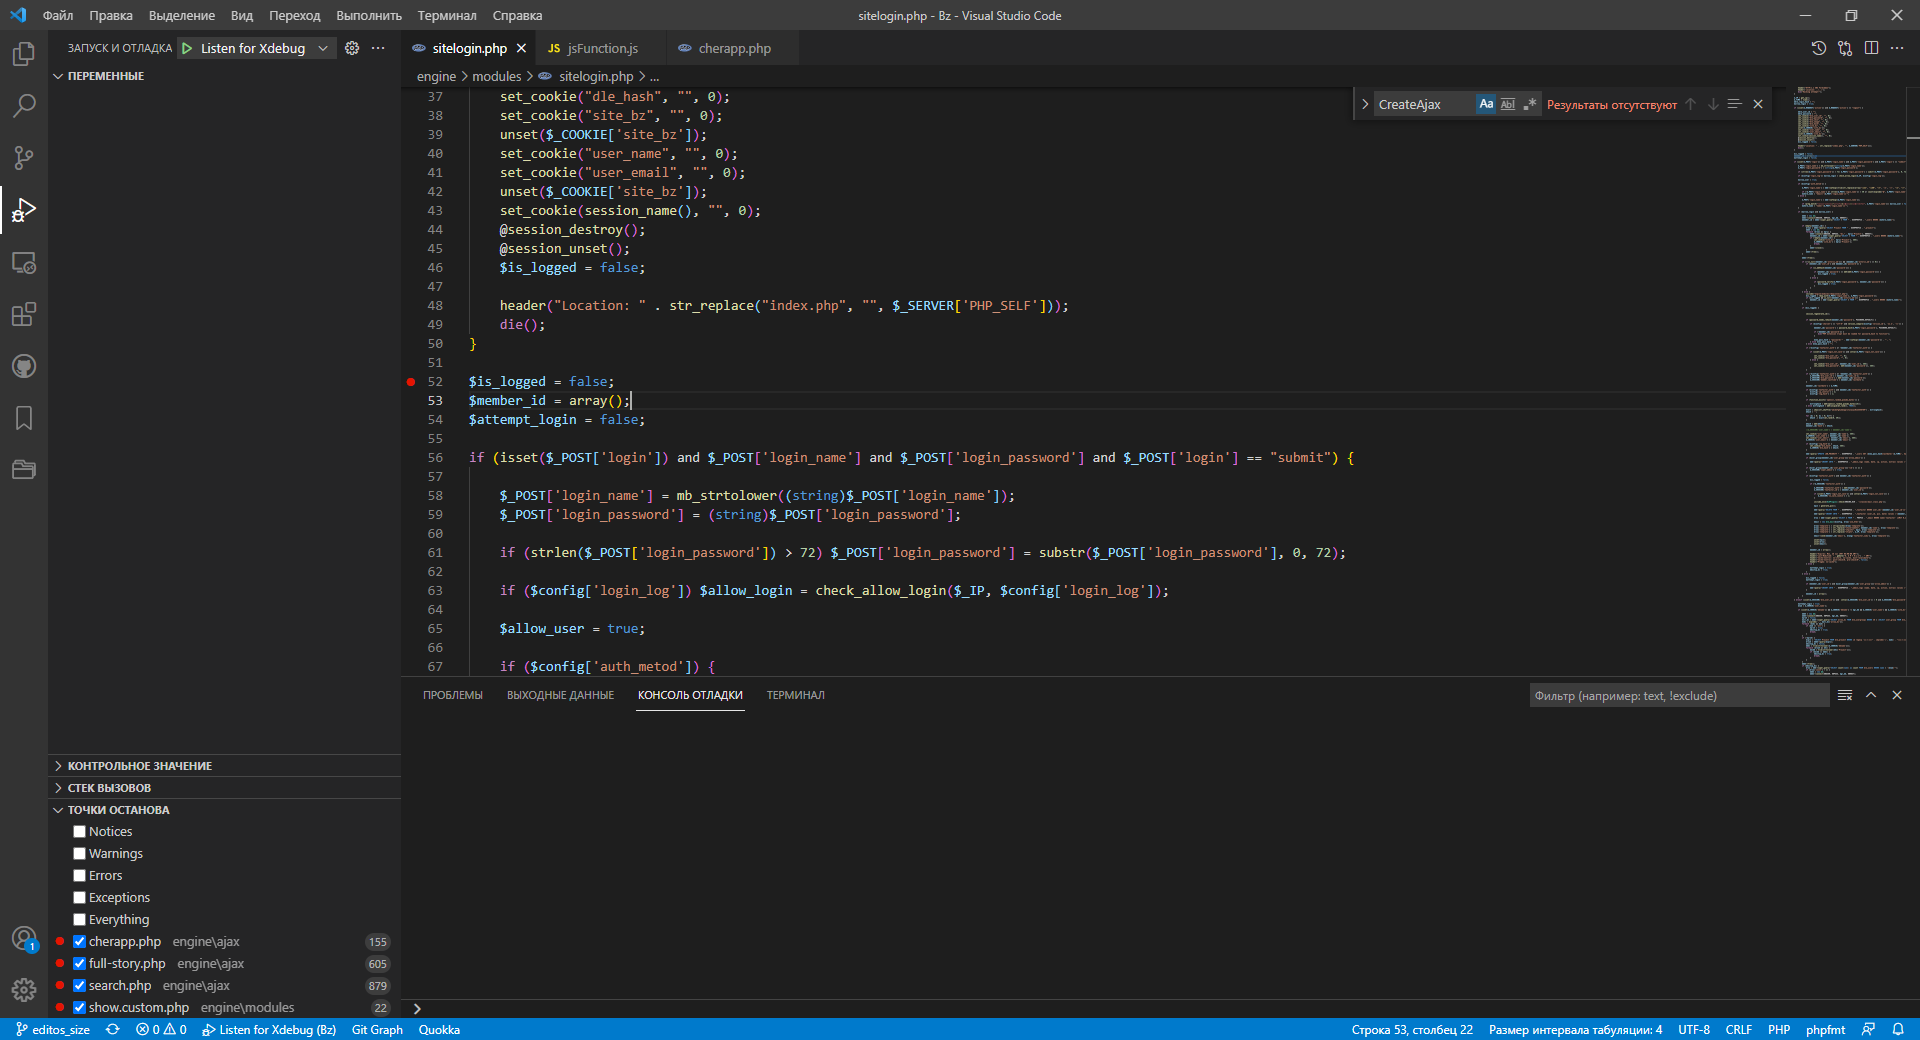 Файл Правка Выделение Вид Переход Выполнить Терминал Справка
sitelogin.php - Bz - Visual Studio Code
ЗАПУСК И ОТЛАДКА Listen for Xdebug
sitelogin.php JS jsFunction.js cherapp.php
ПЕРЕМЕННЫЕ
engine > modules > sitelogin.php > ...
CreateAjax Aa Abl .* Результаты отсутствуют
37 set_cookie("dle_hash", "", 0);
38 set_cookie("site_bz", "", 0);
39 unset($_COOKIE['site_bz']);
40 set_cookie("user_name", "", 0);
41 set_cookie("user_email", "", 0);
42 unset($_COOKIE['site_bz']);
43 set_cookie(session_name(), "", 0);
44 @session_destroy();
45 @session_unset();
46 $is_logged = false;
47
48 header("Location: " . str_replace("index.php", "", $_SERVER['PHP_SELF']));
49 die();
50 }
51
52 $is_logged = false;
53 $member_id = array();
54 $attempt_login = false;
55
56 if (isset($_POST['login']) and $_POST['login_name'] and $_POST['login_password'] and $_POST['login'] == "submit") {
57
58 $_POST['login_name'] = mb_strtolower((string)$_POST['login_name']);
59 $_POST['login_password'] = (string)$_POST['login_password'];
60
61 if (strlen($_POST['login_password']) > 72) $_POST['login_password'] = substr($_POST['login_password'], 0, 72);
62
63 if ($config['login_log']) $allow_login = check_allow_login($_IP, $config['login_log']);
64
65 $allow_user = true;
66
67 if ($config['auth_metod']) {
ПРОБЛЕМЫ ВЫХОДНЫЕ ДАННЫЕ КОНСОЛЬ ОТЛАДКИ ТЕРМИНАЛ
Фильтр (например: text, !exclude)
КОНТРОЛЬНОЕ ЗНАЧЕНИЕ
СТЕК ВЫЗОВОВ
ТОЧКИ ОСТАНОВА
Notices
Warnings
Errors
Exceptions
Everything
cherapp.php engine\ajax 155
full-story.php engine\ajax 605
search.php engine\ajax 879
show.custom.php engine\modules 22
1
editos_size 0 0 Listen for Xdebug (Bz) Git Graph Quokka
Строка 53, столбец 22 Размер интервала табуляции: 4 UTF-8 CRLF PHP phpfmt